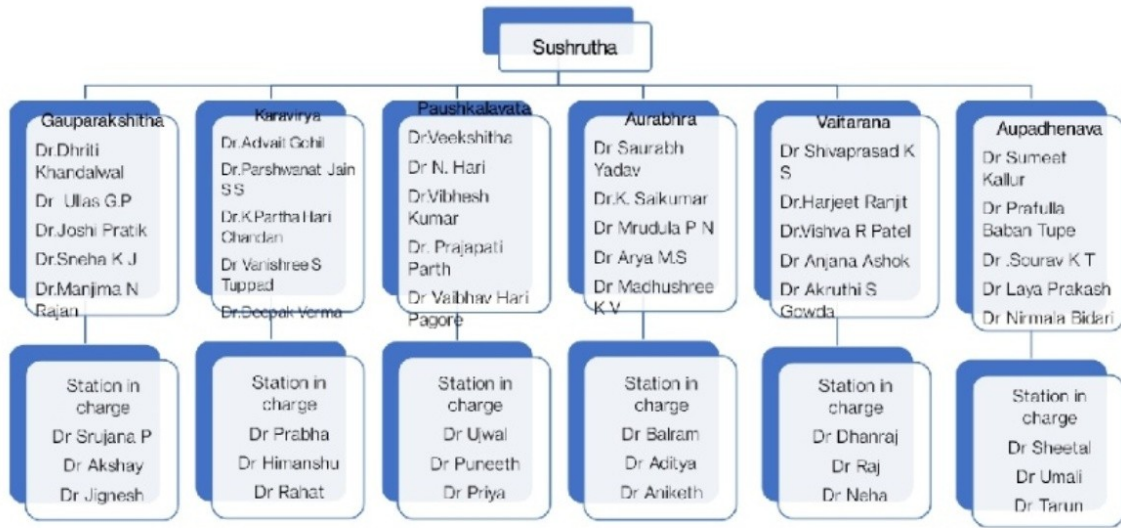 Sushrutha
Gauparakshitha
Dr.Dhriti
Khandalwal
Dr Ullas G.P
Dr.Joshi Pratik
Dr.Sneha K J
Dr.Manjima N
Rajan
Karavirya
Dr.Advait Gohil
Dr.Parshwanat Jain
S S
Dr.K Partha Hari
Chandan
Dr Vanishree S
Tuppad
Dr.Deepak Verma
Paushkalavata
Dr.Veekshitha
Dr N. Hari
Dr.Vibhesh
Kumar
Dr. Prajapati
Parth
Dr Vaibhav Hari
Pagore
Aurabhra
Dr Saurabh
Yadav
Dr.K. Saikumar
Dr Mrudula P N
Dr Arya M.S
Dr Madhushree
K V
Vaitarana
Dr Shivaprasad K
S
Dr.Harjeet Ranjit
Dr.Vishva R Patel
Dr Anjana Ashok
Dr Akruthi S
Gowda
Aupadhenava
Dr Sumeet
Kallur
Dr Prafulla
Baban Tupe
Dr .Sourav K T
Dr Laya Prakash
Dr Nirmala Bidari
Station in
charge
Dr Srujana P
Dr Akshay
Dr Jignesh
Station in
charge
Dr Prabha
Dr Himanshu
Dr Rahat
Station in
charge
Dr Ujwal
Dr Puneeth
Dr Priya
Station in
charge
Dr Balram
Dr Aditya
Dr Aniketh
Station in
charge
Dr Dhanraj
Dr Raj
Dr Neha
Station in
charge
Dr Sheetal
Dr Umali
Dr Tarun